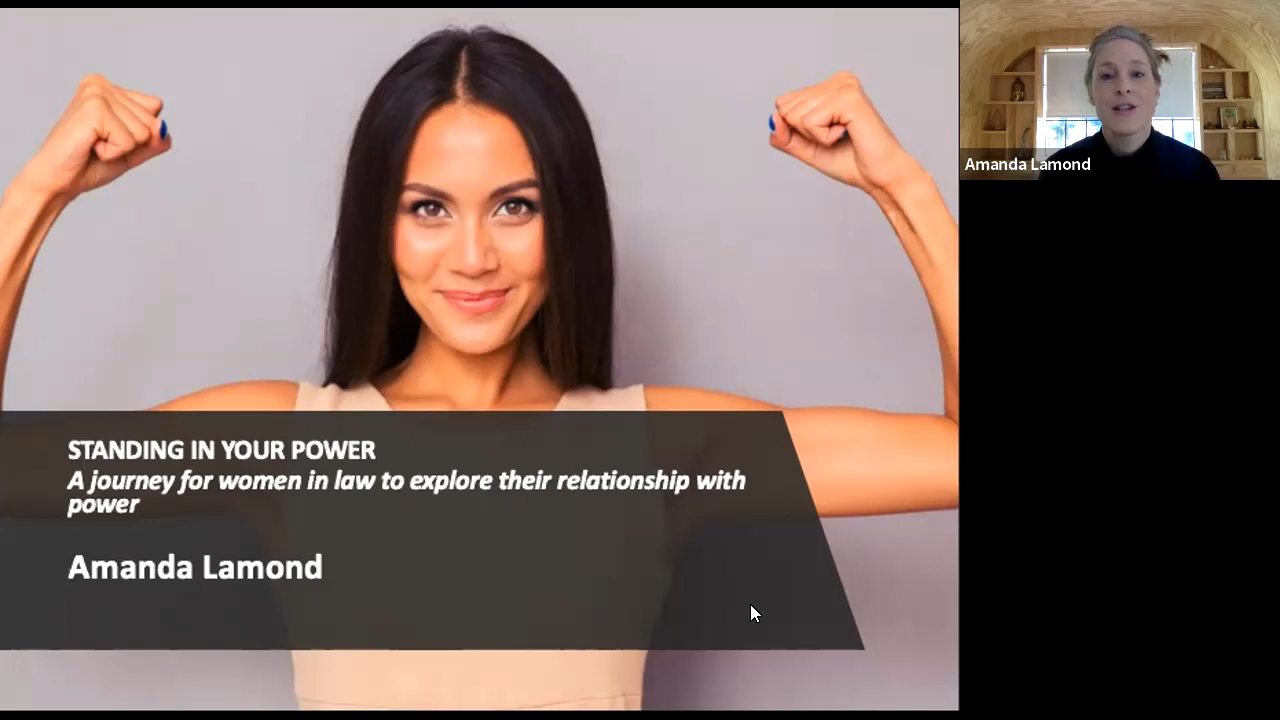 STANDING IN YOUR POWER
A journey for women in law to explore their relationship with
power
Amanda Lamond
Amanda Lamond